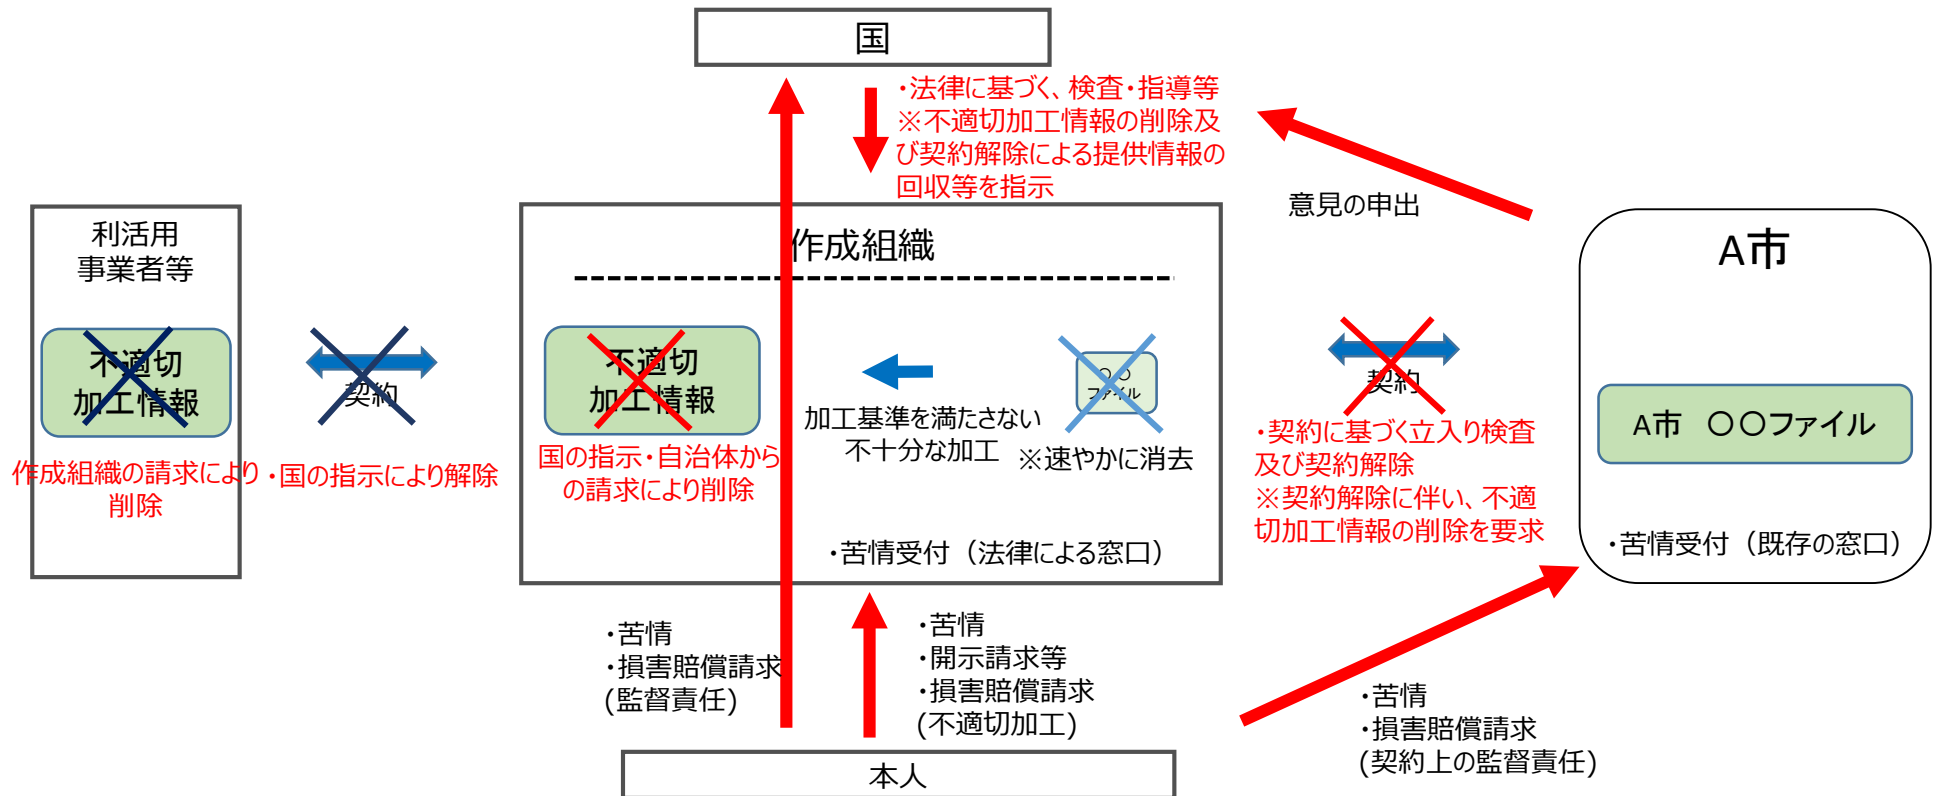 国
・法律に基づく、検査・指導等
※不適切加工情報の削除及
び契約解除による提供情報の
回収等を指示
意見の申出
利活用
事業者等
不適切
加工情報
作成組織の請求により
削除
契約
・国の指示により解除
作成組織
不適切
加工情報
国の指示・自治体から
の請求により削除
加工基準を満たさない
不十分な加工
〇〇
ファイル
※速やかに消去
・苦情受付（法律による窓口）
契約
・契約に基づく立入り検査
及び契約解除
※契約解除に伴い、不適
切加工情報の削除を要求
A市
A市　〇〇ファイル
・苦情受付（既存の窓口）
・苦情
・損害賠償請求
(監督責任)
・苦情
・開示請求等
・損害賠償請求
(不適切加工)
・苦情
・損害賠償請求
(契約上の監督責任)
本人